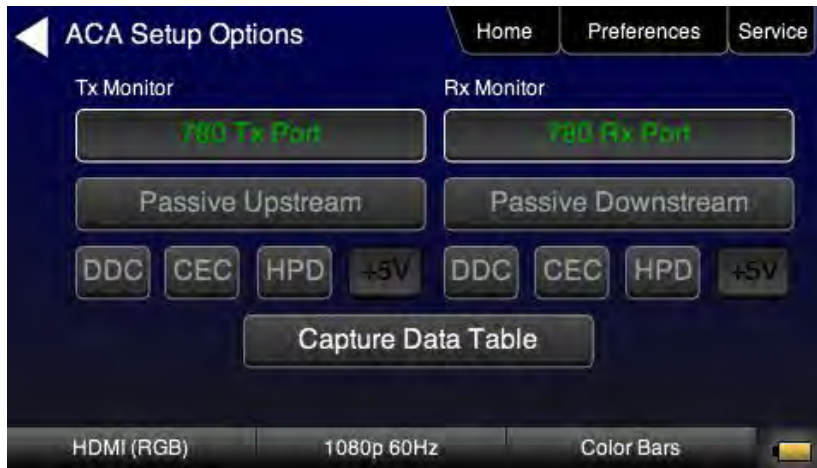 ACA Setup Options
Home Preferences Service
Tx Monitor Rx Monitor
780 Tx Port 780 Rx Port
Passive Upstream Passive Downstream
DDC CEC HPD +5V DDC CEC HPD +5V
Capture Data Table
HDMI (RGB) 1080p 60Hz Color Bars